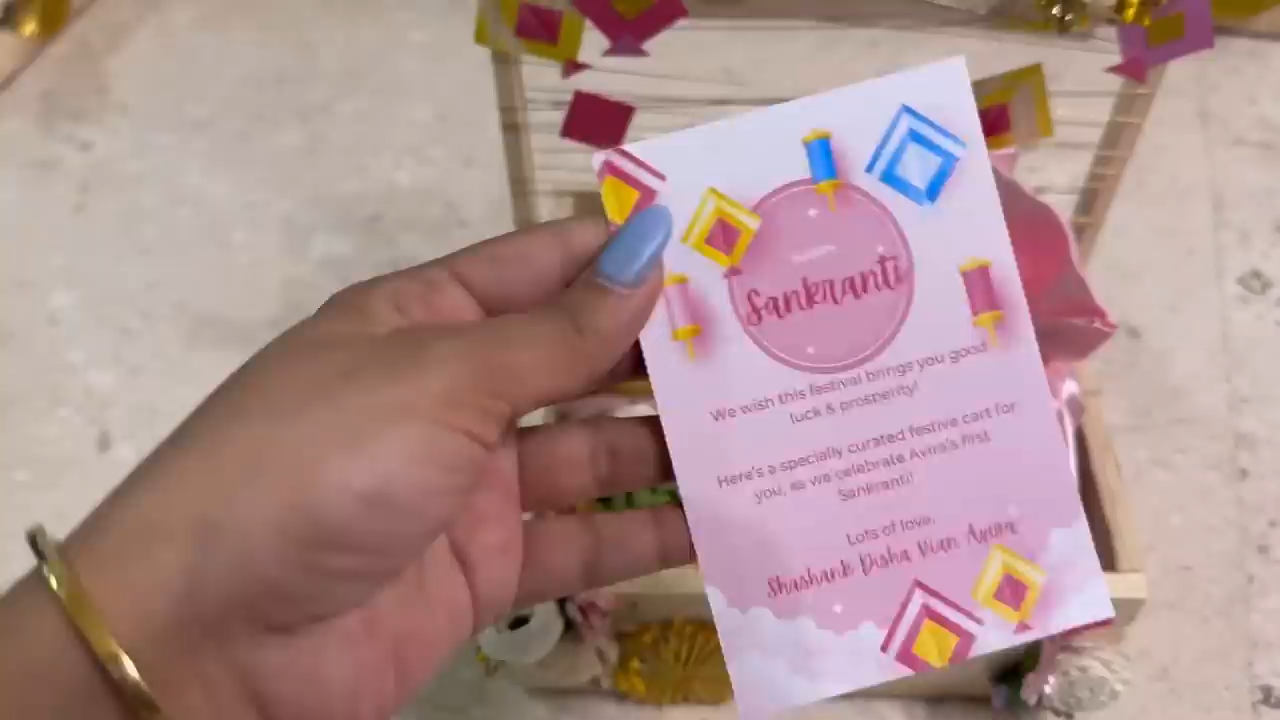 Sankranti
We wish this festival brings you good
luck & prosperity!
Here's a specially curated festive cart for
you, as we celebrate Avira's first
Sankranti!
Lots of love,
Shashank Disha Vian Avira